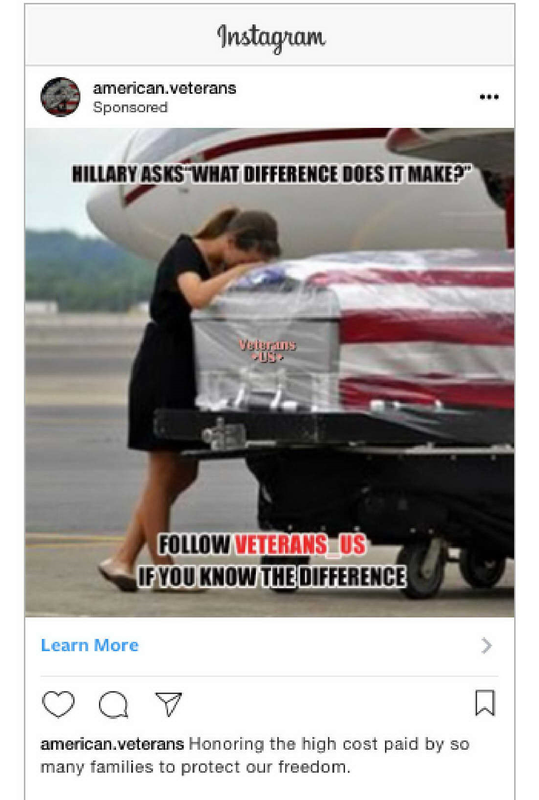 Instagram
american.veterans
Sponsored
HILLARY ASKS"WHAT DIFFERENCE DOES IT MAKE?"
Veterans
•US•
FOLLOW VETERANS_US
IF YOU KNOW THE DIFFERENCE
Learn More
american.veterans Honoring the high cost paid by so
many families to protect our freedom.